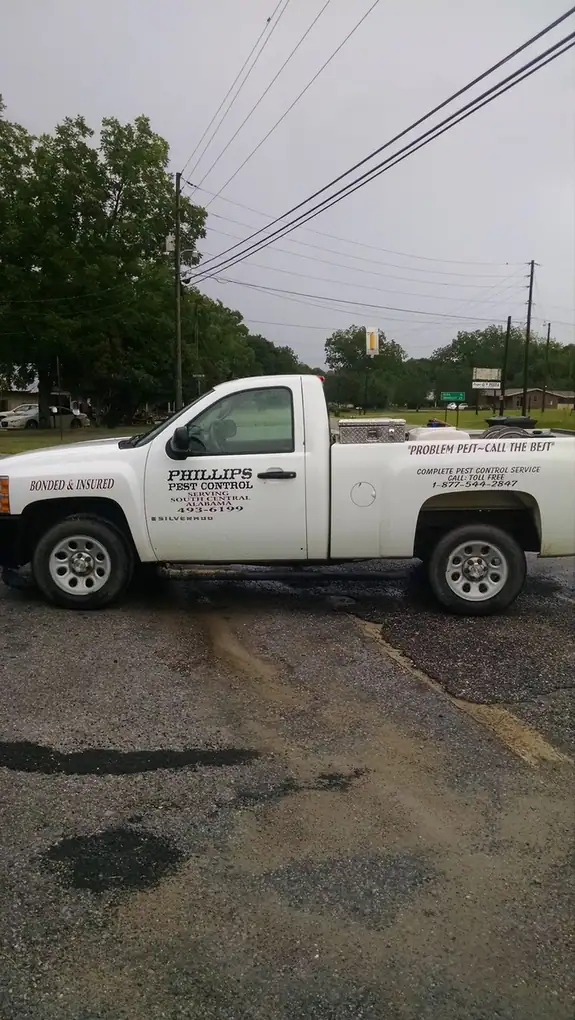 BONDED & INSURED
PHILLIPS
PEST CONTROL
SERVING
SOUTH CENTRAL
ALABAMA
493-6199
SILVERADO
"PROBLEM PEST~CALL THE BEST"
COMPLETE PEST CONTROL SERVICE
CALL: TOLL FREE
1-877-544-2847